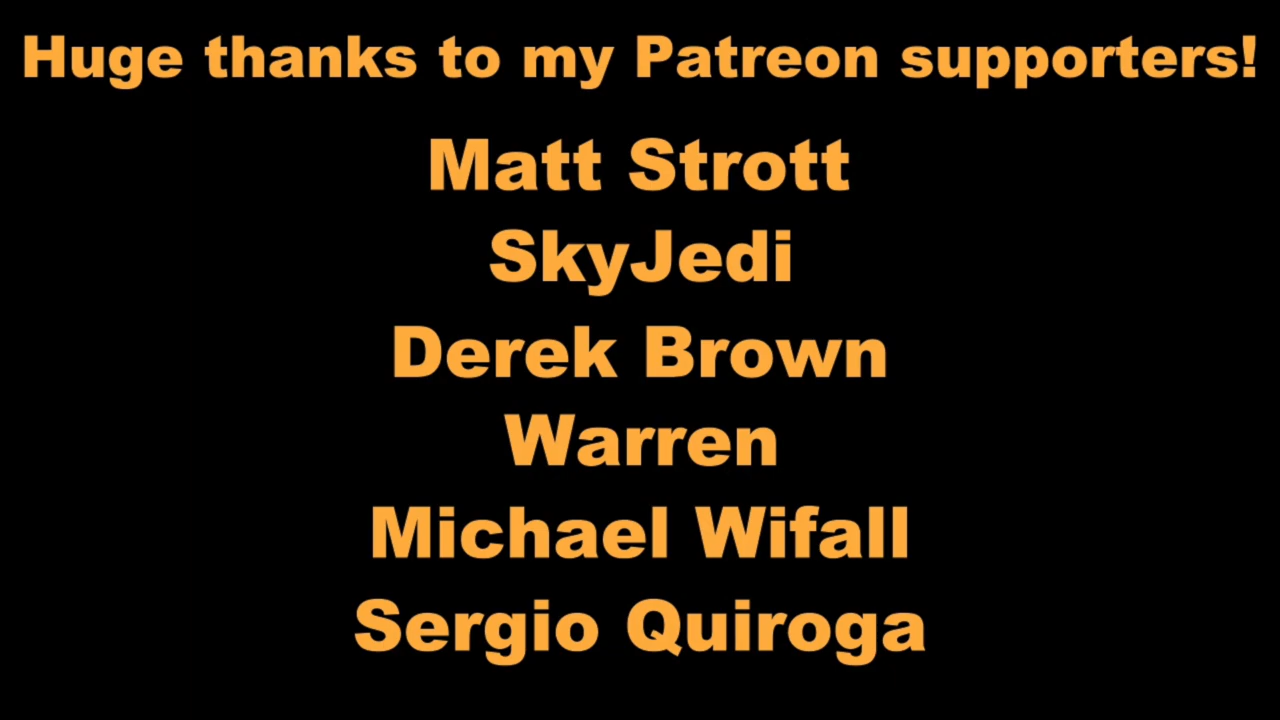 Huge thanks to my Patreon supporters!
Matt Strott
SkyJedi
Derek Brown
Warren
Michael Wifall
Sergio Quiroga